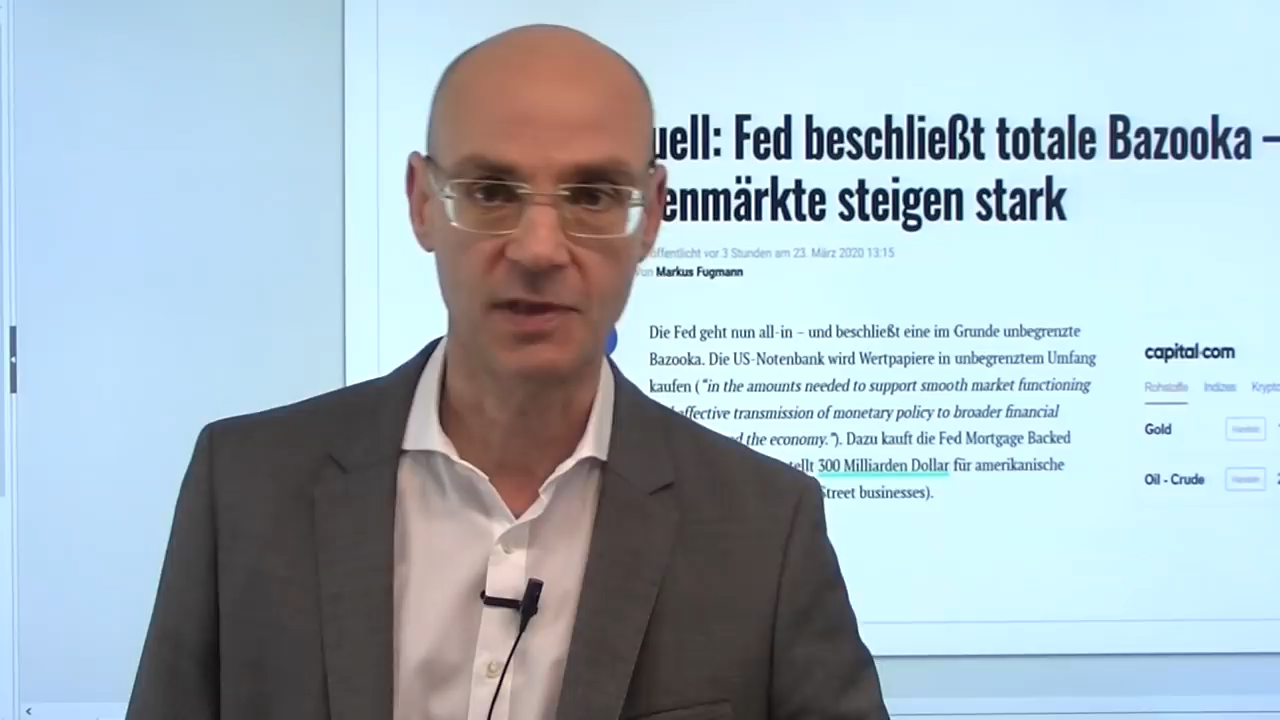 uell: Fed beschließt totale Bazooka –
enmärkte steigen stark
öffentlicht vor 3 Stunden am 23. März 2020 13:15
Von Markus Fugmann
Die Fed geht nun all-in – und beschließt eine im Grunde unbegrenzte
Bazooka. Die US-Notenbank wird Wertpapiere in unbegrenztem Umfang
kaufen ( "in the amounts needed to support smooth market functioning
effective transmission of monetary policy to broader financial
d the economy."). Dazu kauft die Fed Mortgage Backed
tellt 300 Milliarden Dollar für amerikanische
Street businesses).
capital.com
Rohstoffe Indizes Krypto
Gold
Oil - Crude